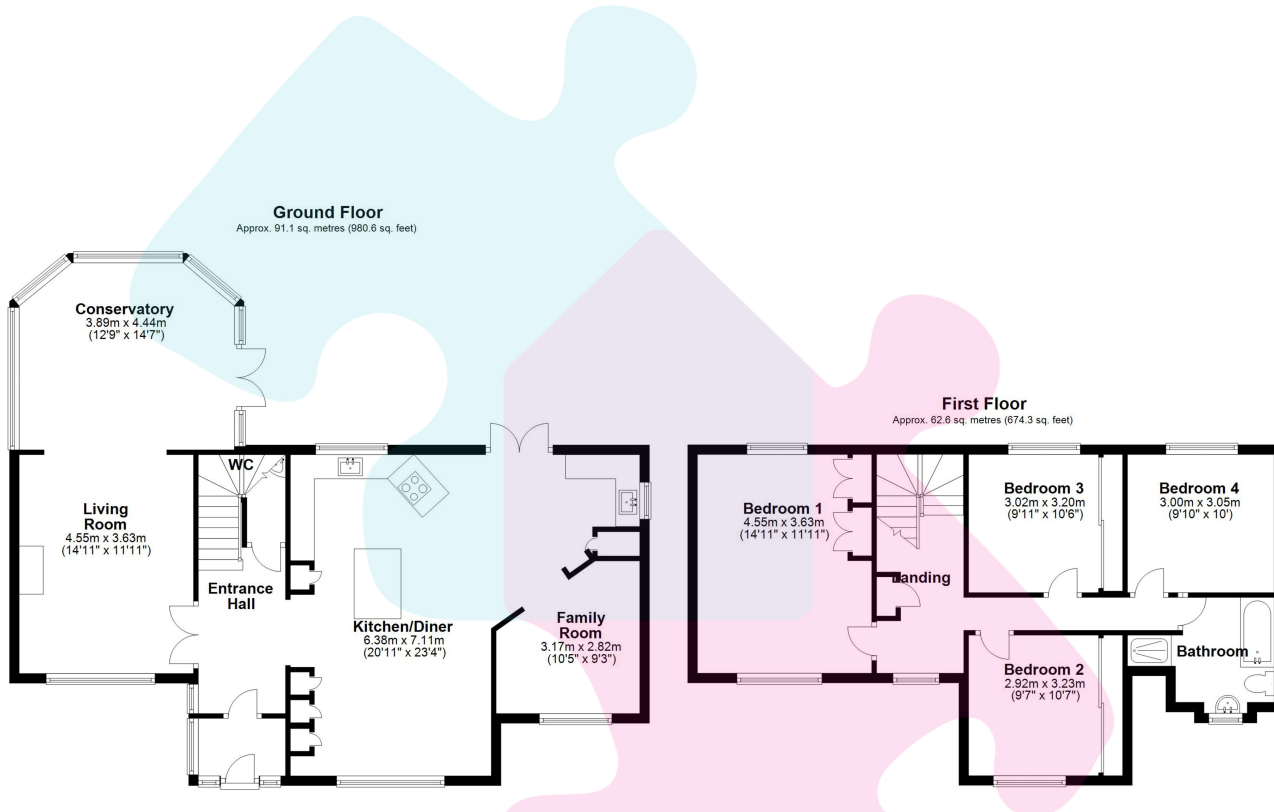 Ground Floor
Approx. 91.1 sq. metres (980.6 sq. feet)
Conservatory
3.89m x 4.44m
(12'9" x 14'7")
WC
Living
Room
4.55m x 3.63m
(14'11" x 11'11")
Entrance
Hall
Kitchen/Diner
6.38m x 7.11m
(20'11" x 23'4")
Family
Room
3.17m x 2.82m
(10'5" x 9'3")
First Floor
Approx. 62.6 sq. metres (674.3 sq. feet)
Bedroom 1
4.55m x 3.63m
(14'11" x 11'11")
Bedroom 3
3.02m x 3.20m
(9'11" x 10'6")
Bedroom 4
3.00m x 3.05m
(9'10" x 10')
Landing
Bedroom 2
2.92m x 3.23m
(9'7" x 10'7")
Bathroom